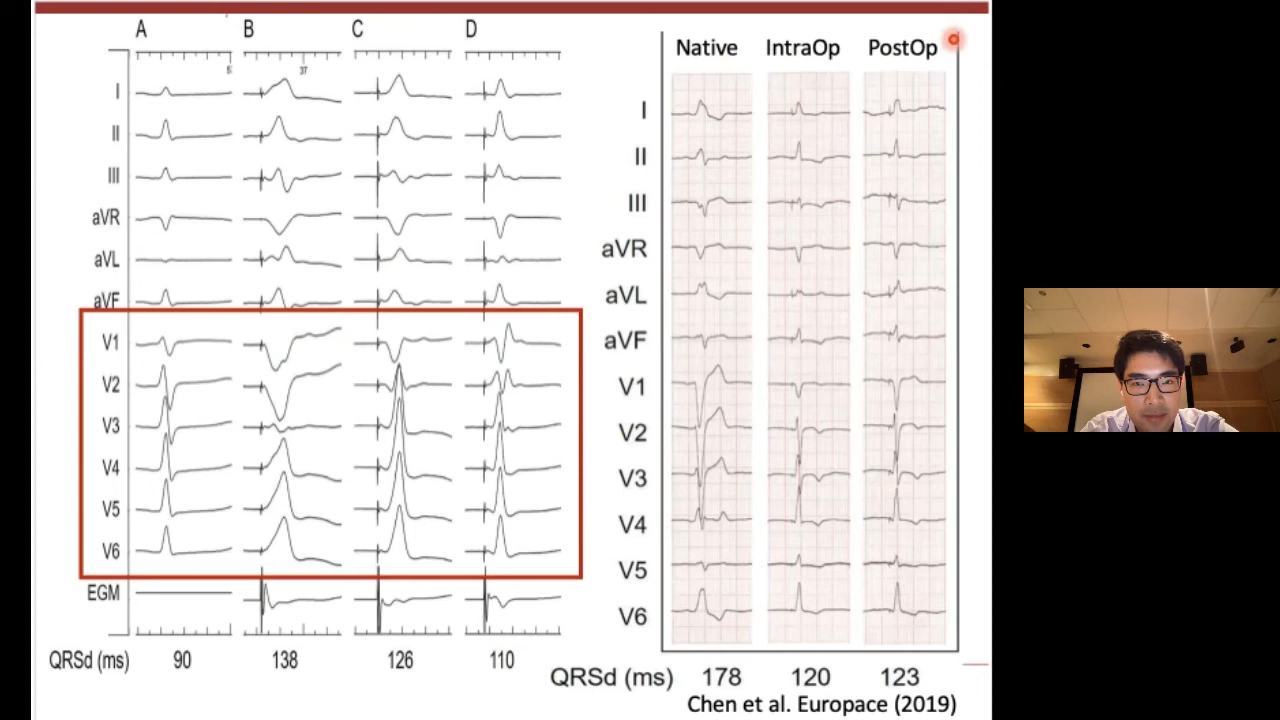 A B C D
37
I
II
III
aVR
aVL
aVF
V1
V2
V3
V4
V5
V6
EGM
QRSd (ms) 90 138 126 110
Native IntraOp PostOp
I
II
III
aVR
aVL
aVF
V1
V2
V3
V4
V5
V6
QRSd (ms) 178 120 123
Chen et al. Europace (2019)